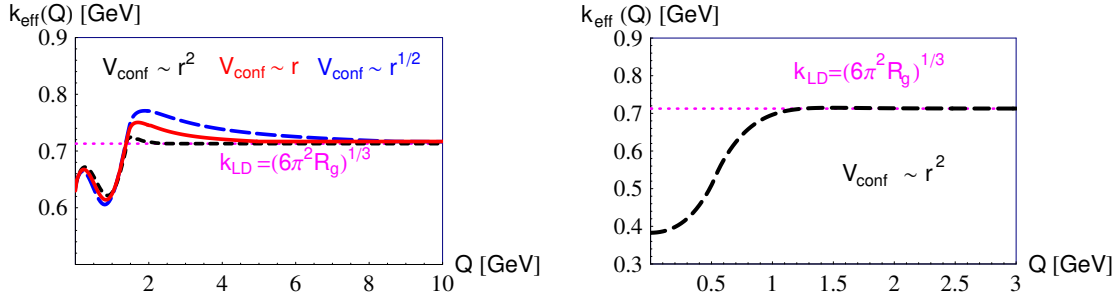 k_eff(Q) [GeV]
0.9
V_conf ~ r^2 V_conf ~ r V_conf ~ r^1/2
0.8
0.7
k_LD=(6π^2R_g)^1/3
0.6
2 4 6 8 10
Q [GeV]
k_eff (Q) [GeV]
0.9
k_LD=(6π^2R_g)^1/3
0.8
0.7
0.6
V_conf ~ r^2
0.5
0.4
0.3
0.5 1 1.5 2 2.5 3
Q [GeV]